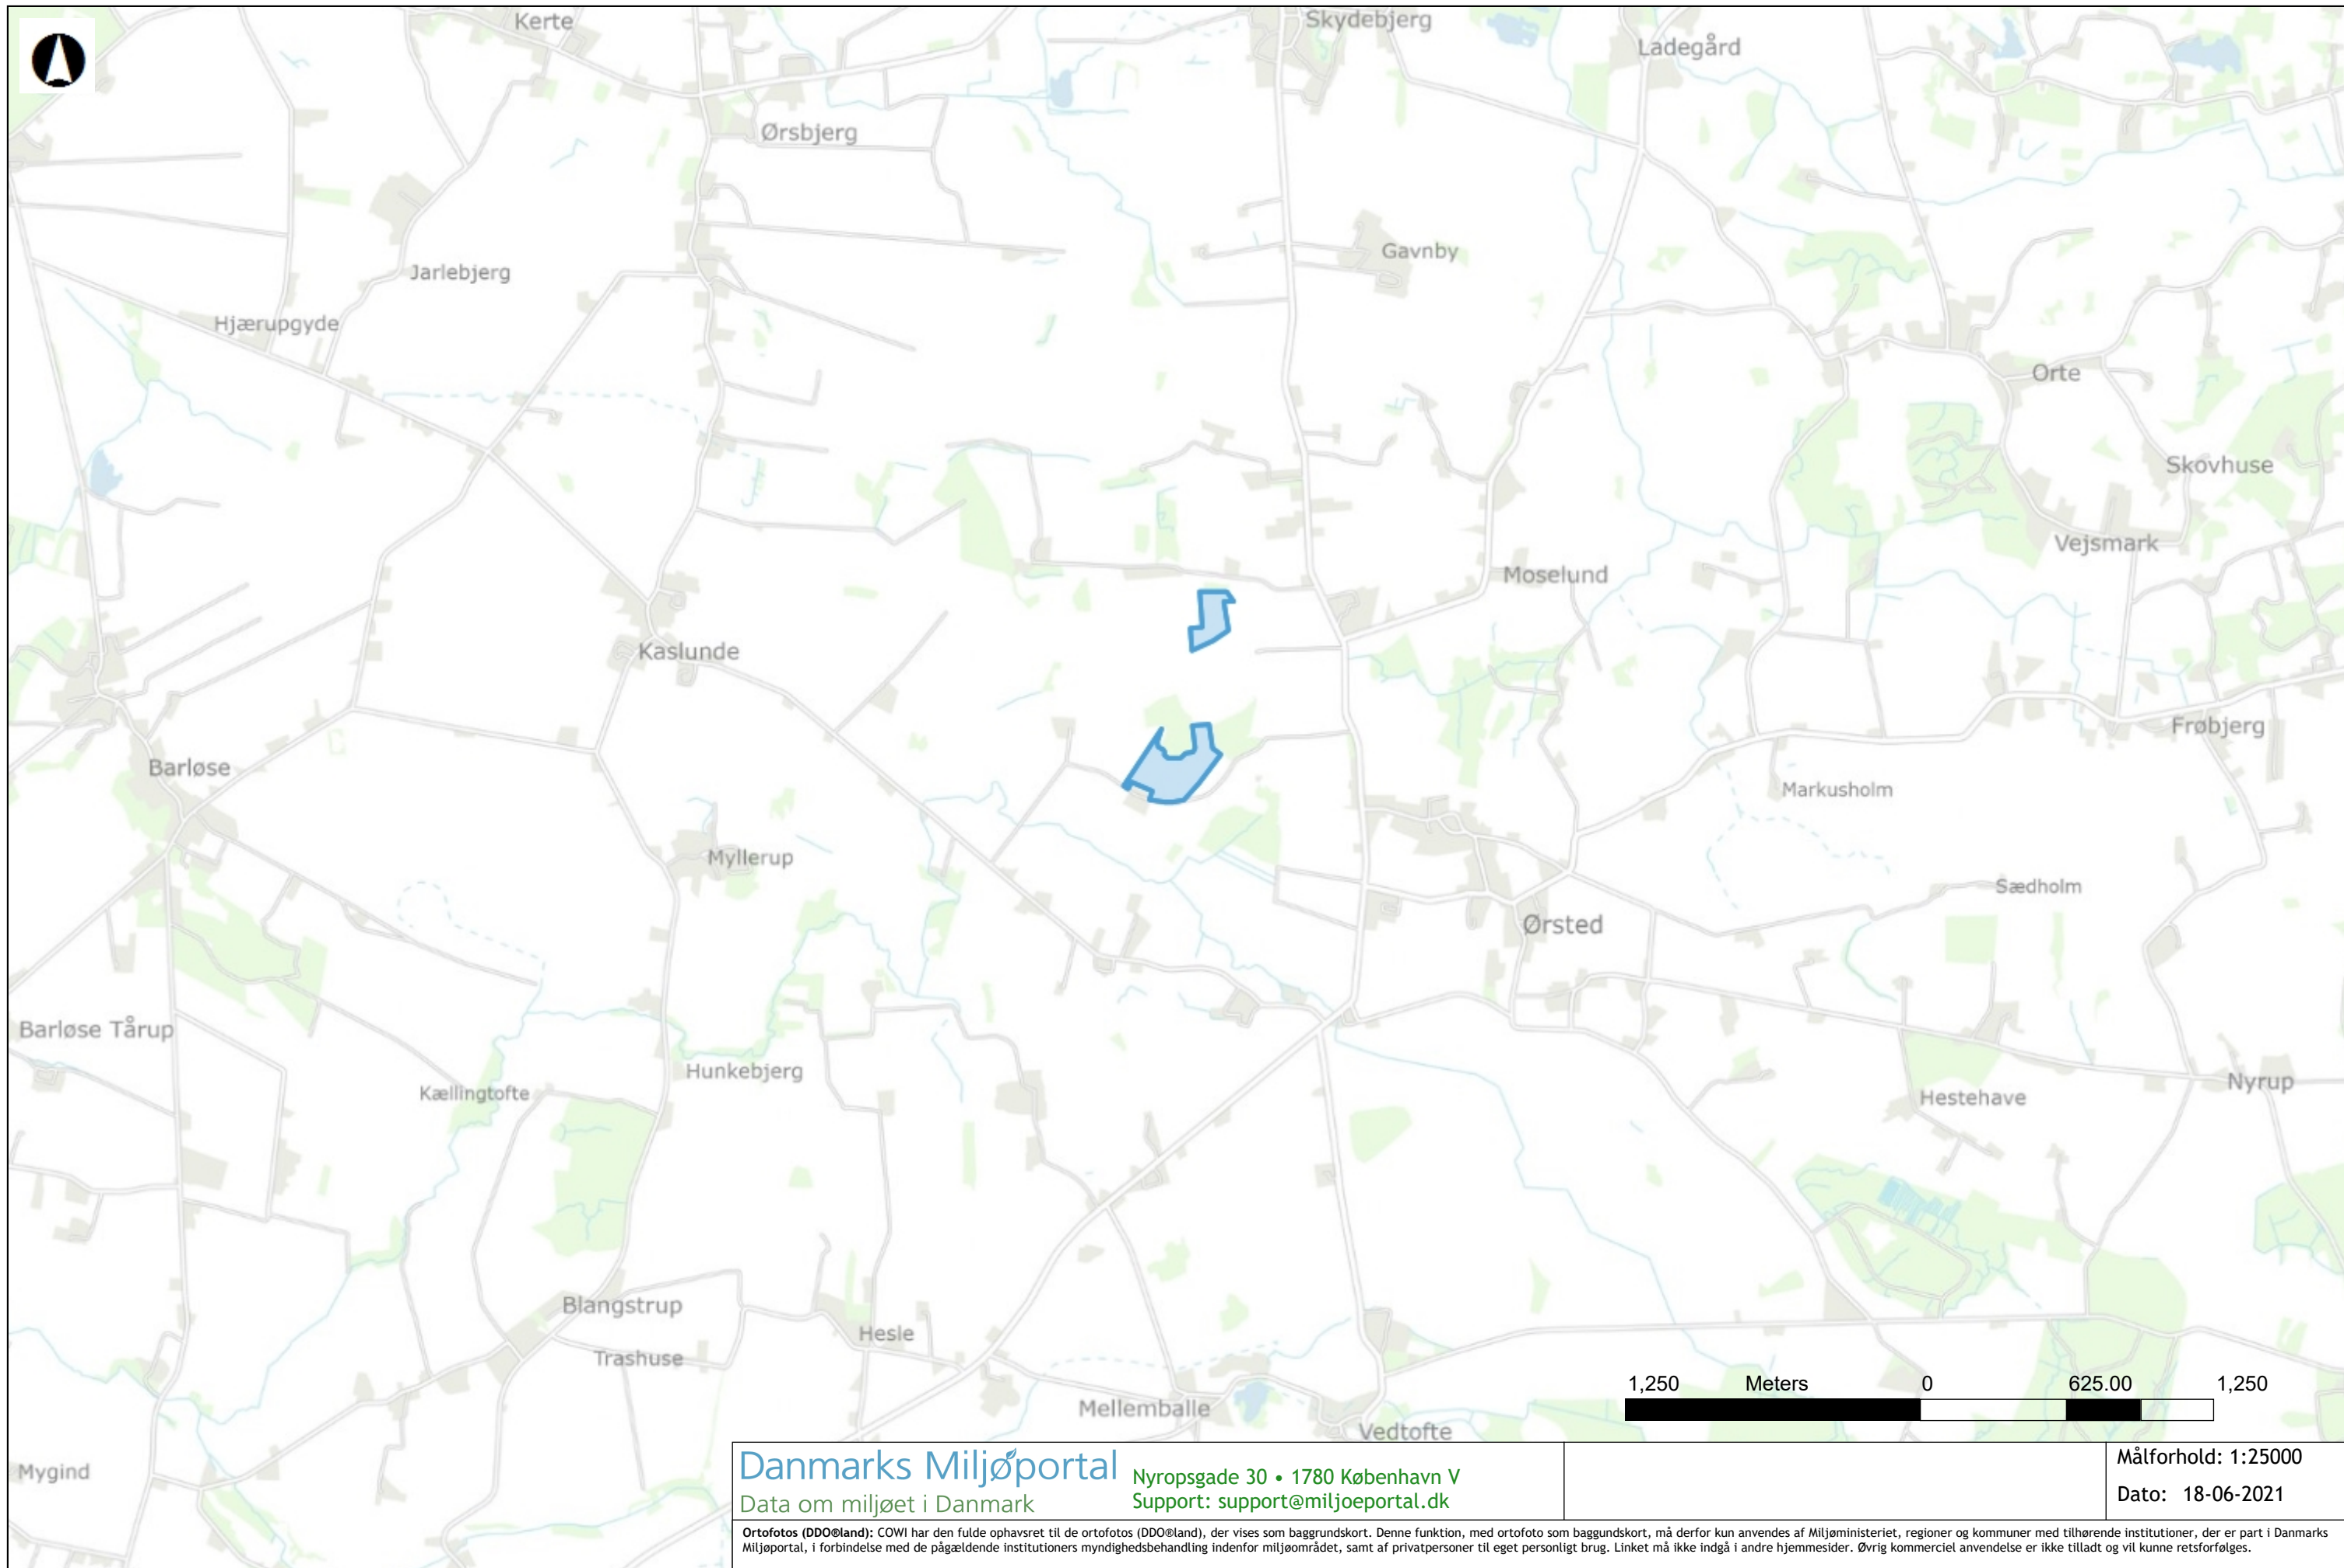 Kerte
Skydebjerg
Ladegård
Ørsbjerg
Gavnby
Jarlebjerg
Hjærupgyde
Orte
Skovhuse
Vejsmark
Moselund
Kaslunde
Frøbjerg
Barløse
Markusholm
Myllerup
Sædholm
Ørsted
Barløse Tårup
Hunkebjerg
Kællingtofte
Hestehave
Nyrup
Blangstrup
Hesle
Trashuse
Mellemballe
Vedtofte
Mygind
1,250 Meters 0 625.00 1,250
Danmarks Miljøportal
Data om miljøet i Danmark
Nyropsgade 30 • 1780 København V
Support: support@miljoeportal.dk
Målforhold: 1:25000
Dato: 18-06-2021
Ortofotos (DDO®land): COWI har den fulde ophavsret til de ortofotos (DDO®land), der vises som baggrundskort. Denne funktion, med ortofoto som baggundskort, må derfor kun anvendes af Miljøministeriet, regioner og kommuner med tilhørende institutioner, der er part i Danmarks
Miljøportal, i forbindelse med de pågældende institutioners myndighedsbehandling indenfor miljøområdet, samt af privatpersoner til eget personligt brug. Linket må ikke indgå i andre hjemmesider. Øvrig kommerciel anvendelse er ikke tilladt og vil kunne retsforfølges.